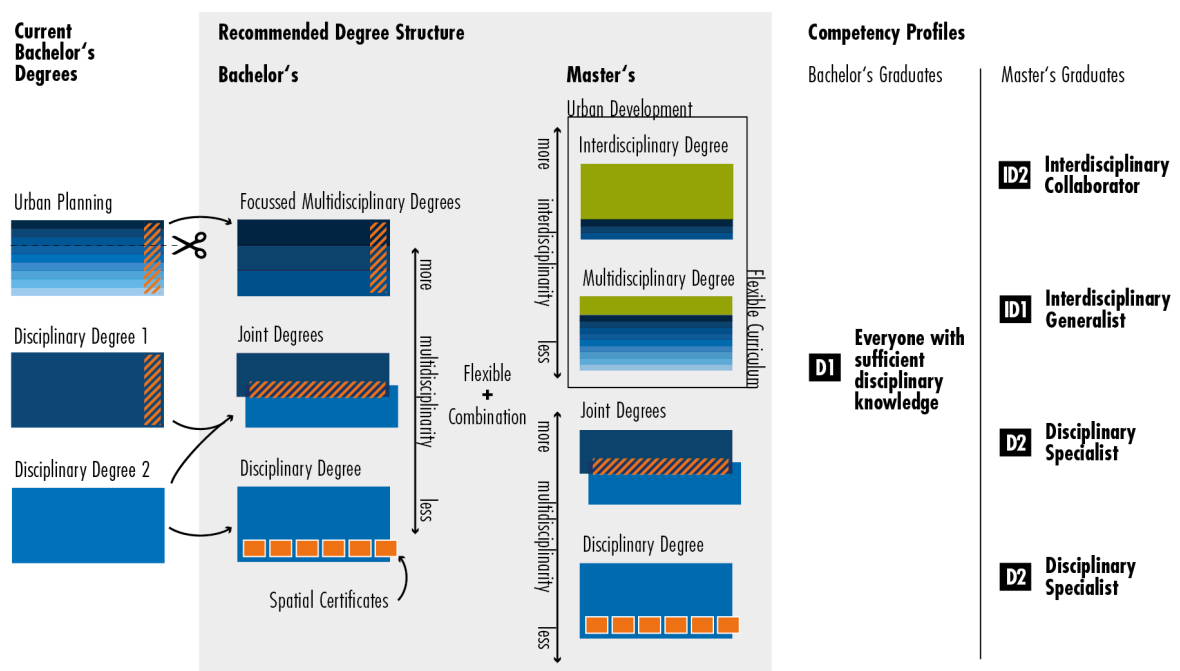 Current
Bachelor‘s
Degrees
Recommended Degree Structure
Bachelor‘s
Master‘s
Competency Profiles
Bachelor‘s Graduates
Master‘s Graduates
Urban Planning
Disciplinary Degree 1
Disciplinary Degree 2
Focussed Multidisciplinary Degrees
Joint Degrees
Disciplinary Degree
Spatial Certificates
more
multidisciplinarity
less
Flexible
+
Combination
Urban Development
more
interdisciplinarity
less
Interdisciplinary Degree
Multidisciplinary Degree
Flexible Curriculum
more
multidisciplinarity
less
Joint Degrees
Disciplinary Degree
D1
Everyone with
sufficient
disciplinary
knowledge
ID2
Interdisciplinary
Collaborator
ID1
Interdisciplinary
Generalist
D2
Disciplinary
Specialist
D2
Disciplinary
Specialist